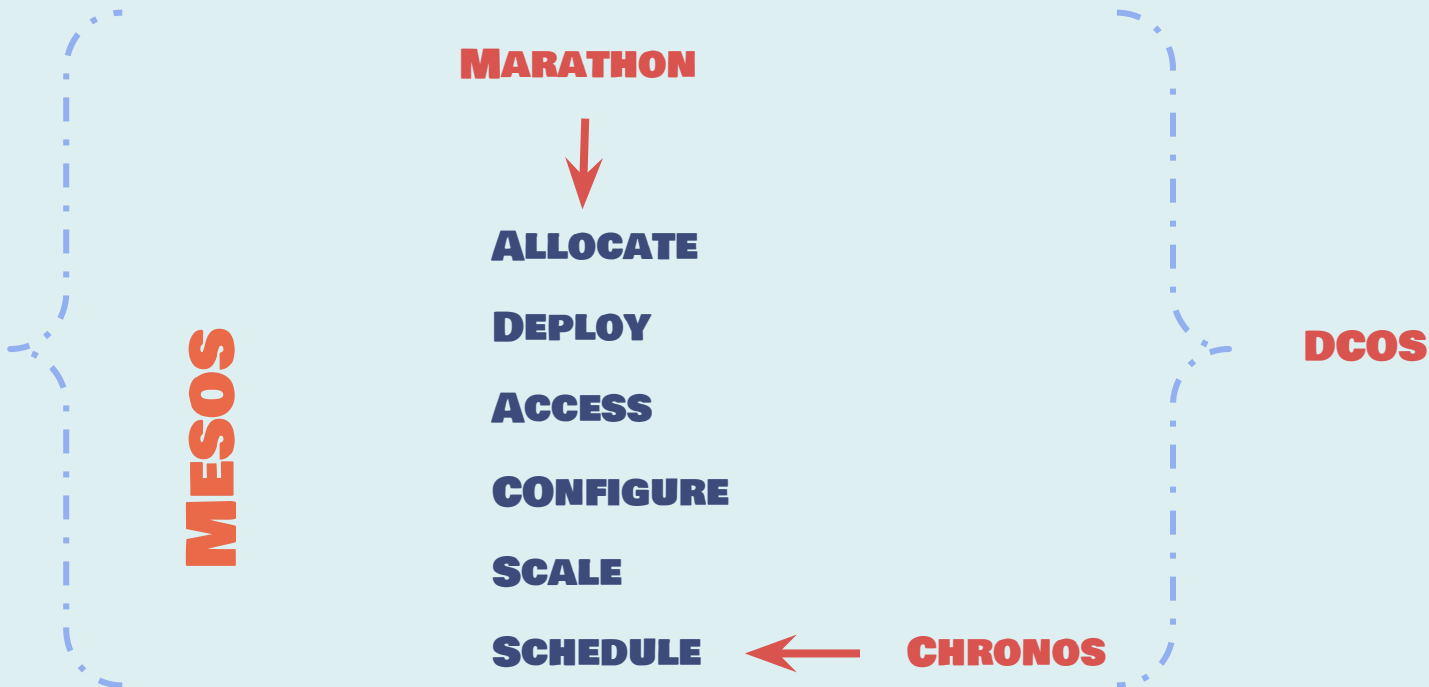 Marathon
Allocate
Deploy
DCOS
Mesos
Access
COnfigure
Scale
Schedule
Chronos